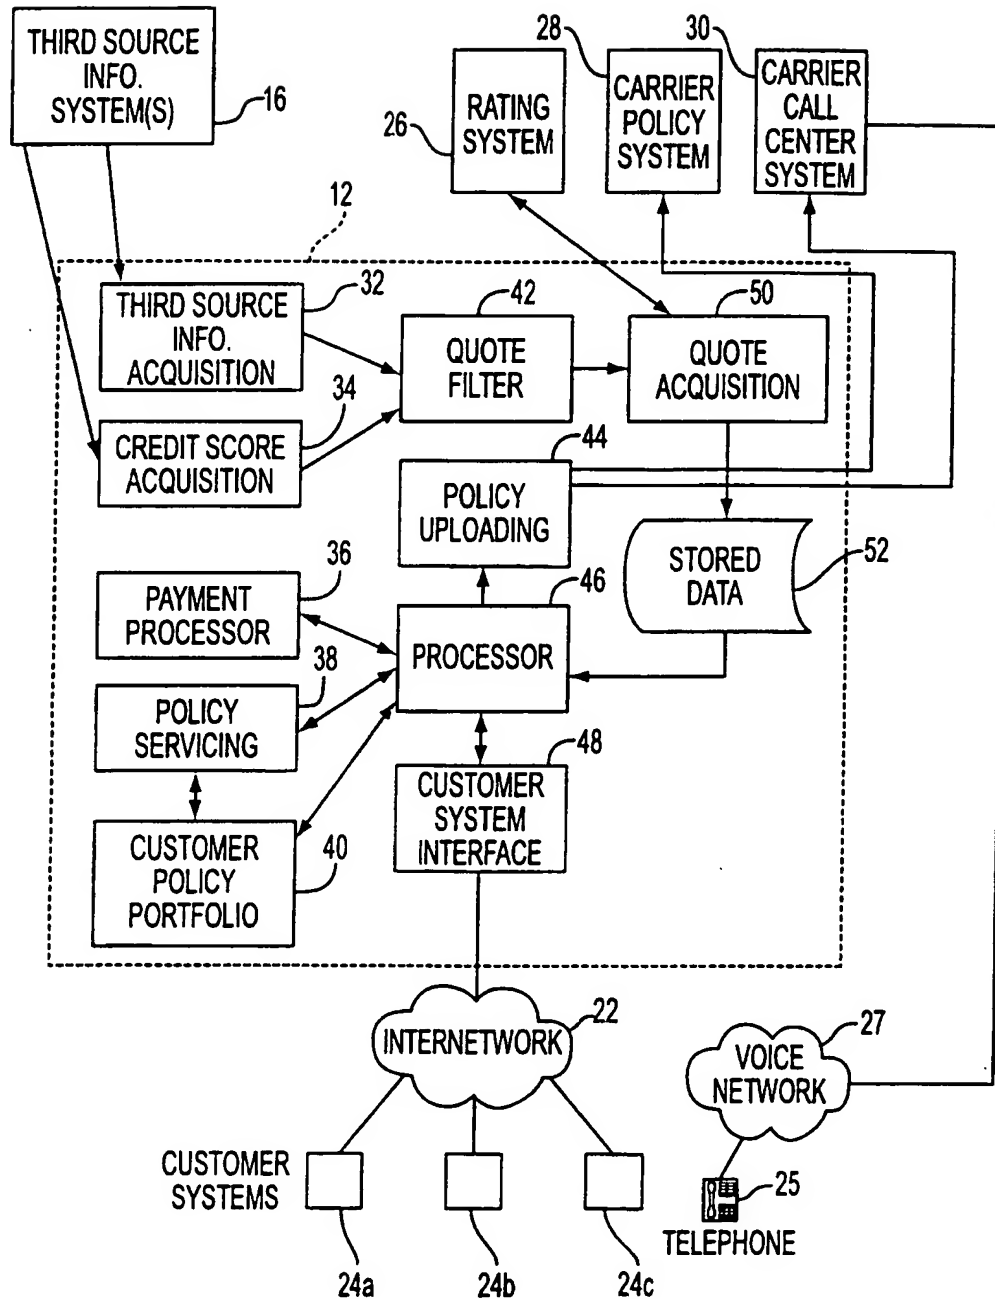 THIRD SOURCE
INFO.
SYSTEM(S)
16
26
RATING
SYSTEM
28
CARRIER
POLICY
SYSTEM
30
CARRIER
CALL
CENTER
SYSTEM
12
THIRD SOURCE
INFO.
ACQUISITION
32
42
QUOTE
FILTER
50
QUOTE
ACQUISITION
34
CREDIT SCORE
ACQUISITION
44
POLICY
UPLOADING
STORED
DATA
52
36
PAYMENT
PROCESSOR
46
PROCESSOR
38
POLICY
SERVICING
48
CUSTOMER
SYSTEM
INTERFACE
CUSTOMER
POLICY
PORTFOLIO
40
INTERNETWORK
22
27
VOICE
NETWORK
CUSTOMER
SYSTEMS
25
TELEPHONE
24a
24b
24c